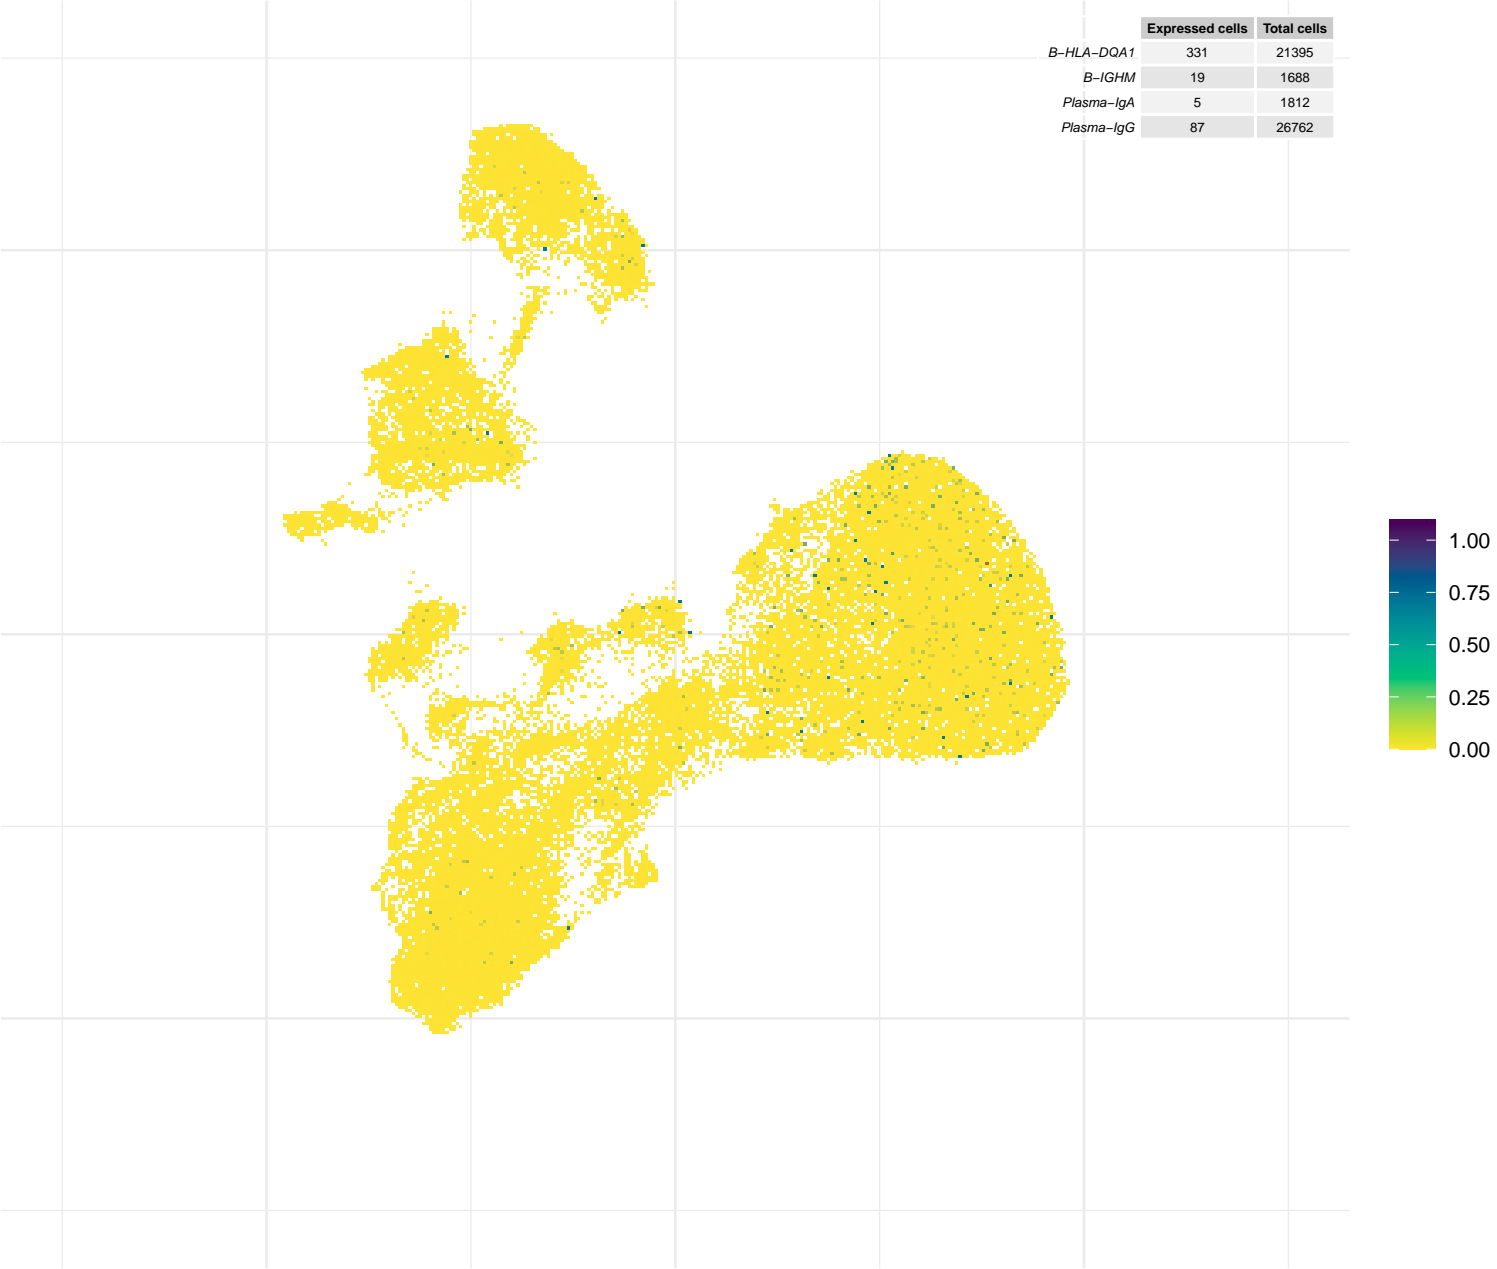 Expressed cells Total cells
B−HLA−DQA1 331 21395
B−IGHM 19 1688
Plasma−IgA 5 1812
Plasma−IgG 87 26762
1.00
0.75
0.50
0.25
0.00